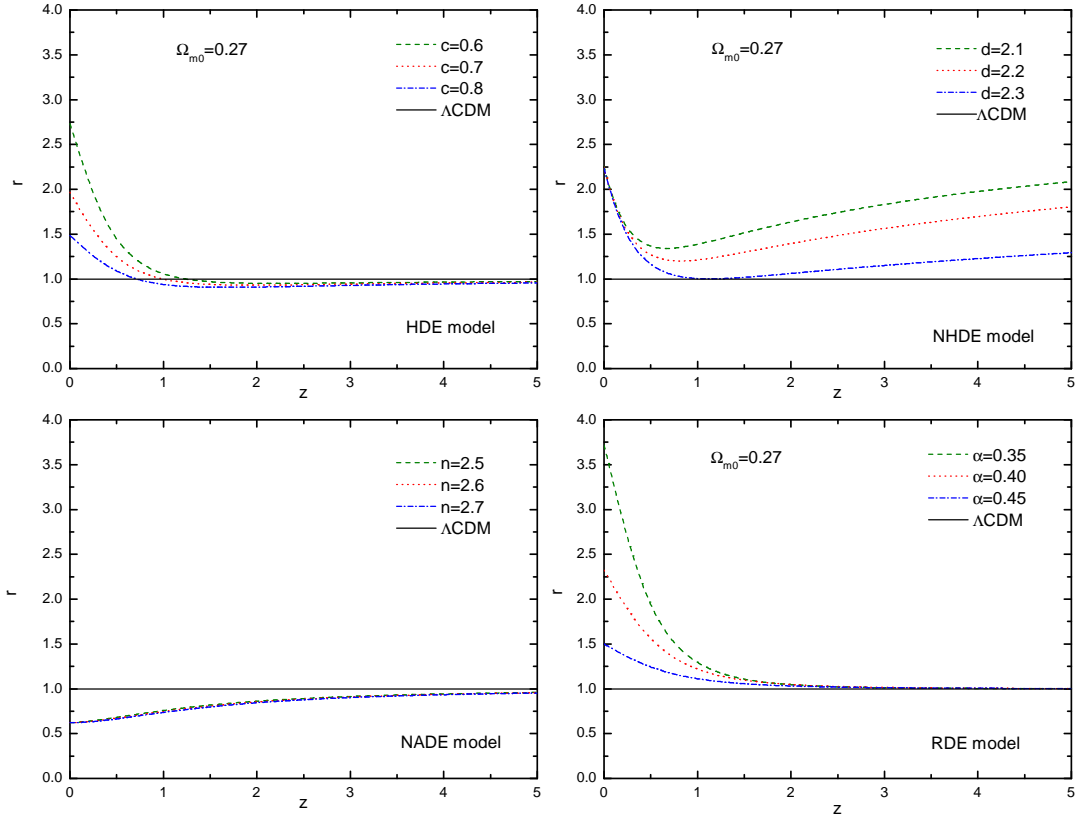 4.0
3.5
3.0
2.5
2.0
1.5
1.0
0.5
0.0
r
0 1 2 3 4 5
z
Ωm0=0.27
c=0.6
c=0.7
c=0.8
ΛCDM
HDE model
4.0
3.5
3.0
2.5
2.0
1.5
1.0
0.5
0.0
r
0 1 2 3 4 5
z
Ωm0=0.27
d=2.1
d=2.2
d=2.3
ΛCDM
NHDE model
4.0
3.5
3.0
2.5
2.0
1.5
1.0
0.5
0.0
r
0 1 2 3 4 5
z
n=2.5
n=2.6
n=2.7
ΛCDM
NADE model
4.0
3.5
3.0
2.5
2.0
1.5
1.0
0.5
0.0
r
0 1 2 3 4 5
z
Ωm0=0.27
α=0.35
α=0.40
α=0.45
ΛCDM
RDE model